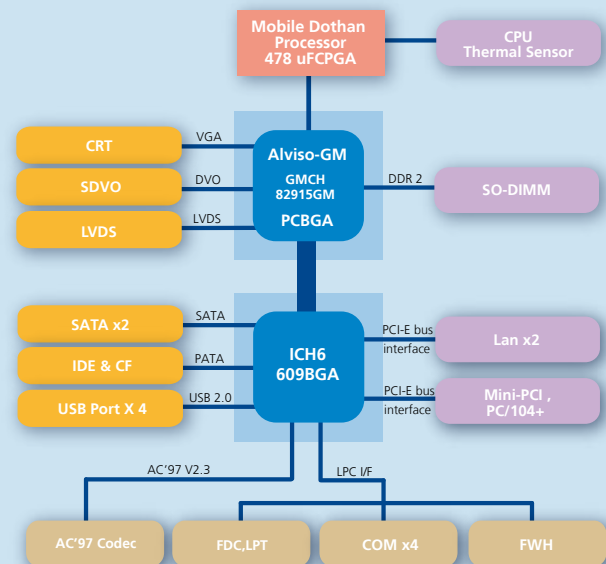 Mobile Dothan
Processor
478 uFCPGA
CPU
Thermal Sensor
CRT
VGA
SDVO
DVO
LVDS
LVDS
Alviso-GM
GMCH
82915GM
PCBGA
DDR 2
SO-DIMM
SATA x2
SATA
IDE & CF
PATA
USB Port X 4
USB 2.0
ICH6
609BGA
PCI-E bus
interface
Lan x2
PCI-E bus
interface
Mini-PCI ,
PC/104+
AC'97 V2.3
LPC I/F
AC'97 Codec
FDC,LPT
COM x4
FWH